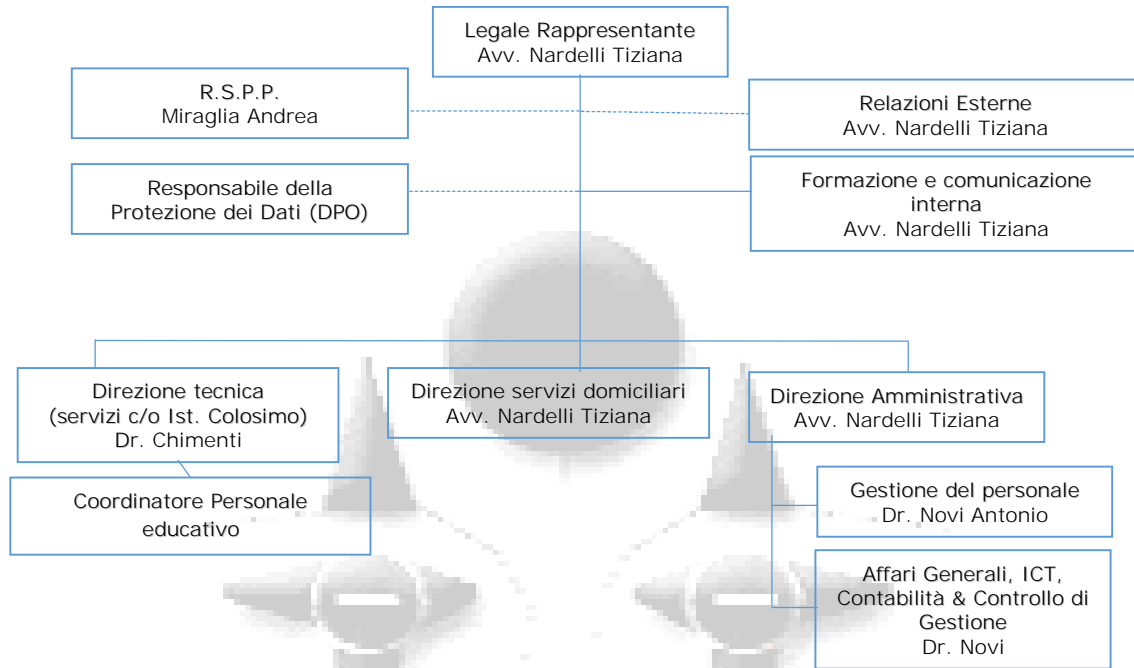 Legale Rappresentante
Avv. Nardelli Tiziana
R.S.P.P.
Miraglia Andrea
Relazioni Esterne
Avv. Nardelli Tiziana
Responsabile della
Protezione dei Dati (DPO)
Formazione e comunicazione
interna
Avv. Nardelli Tiziana
Direzione tecnica
(servizi c/o Ist. Colosimo)
Dr. Chimenti
Direzione servizi domiciliari
Avv. Nardelli Tiziana
Direzione Amministrativa
Avv. Nardelli Tiziana
Coordinatore Personale
educativo
Gestione del personale
Dr. Novi Antonio
Affari Generali, ICT,
Contabilità & Controllo di
Gestione
Dr. Novi